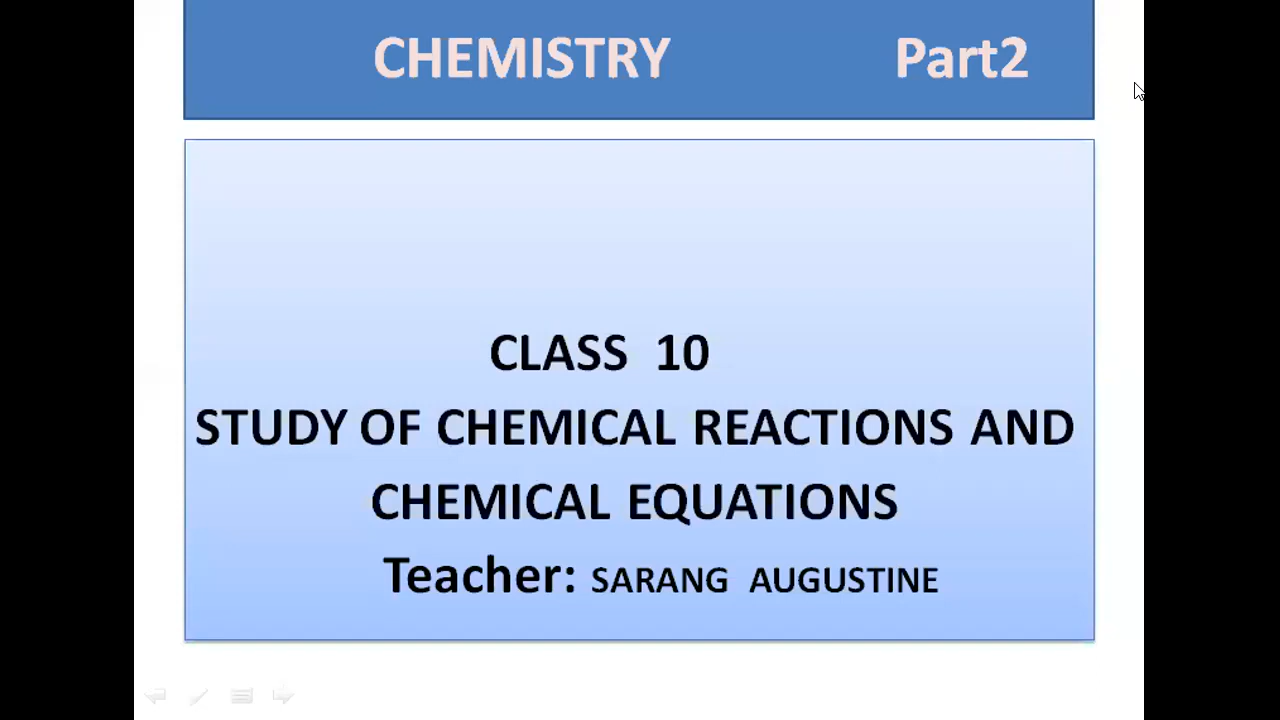 CHEMISTRY Part2
CLASS 10
STUDY OF CHEMICAL REACTIONS AND
CHEMICAL EQUATIONS
Teacher: SARANG AUGUSTINE